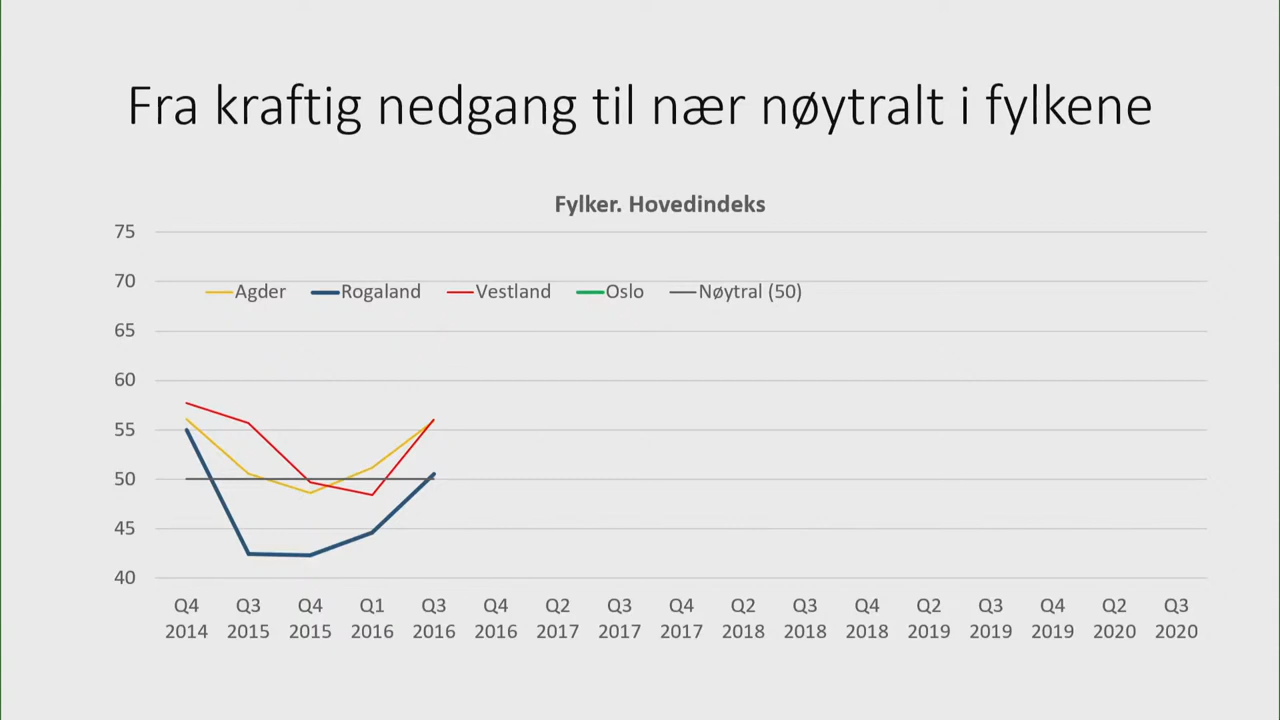 Fra kraftig nedgang til nær nøytralt i fylkene
Fylker. Hovedindeks
75
70
Agder Rogaland Vestland Oslo Nøytral (50)
65
60
55
50
45
40
Q4 Q3 Q4 Q1 Q3 Q4 Q2 Q3 Q4 Q2 Q3 Q4 Q2 Q3 Q4 Q2 Q3
2014 2015 2015 2016 2016 2016 2017 2017 2017 2018 2018 2018 2019 2019 2019 2020 2020